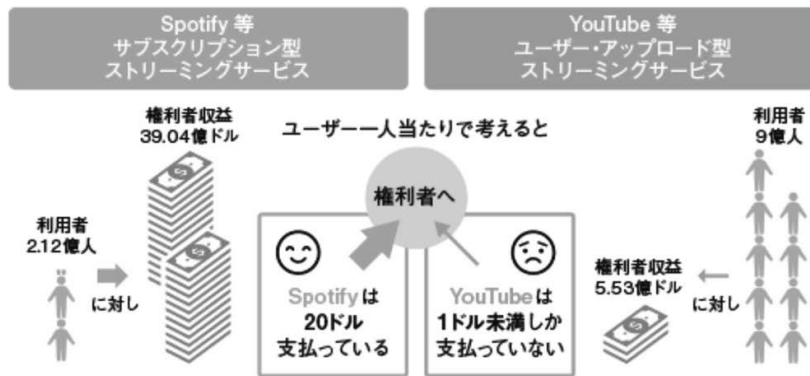 Spotify 等
サブスクリプション型
ストリーミングサービス
YouTube 等
ユーザー・アップロード型
ストリーミングサービス
権利者収益
39.04億ドル
利用者
2.12億人
に対し
ユーザー一人当たりで考えると
権利者へ
Spotifyは
20ドル
支払っている
YouTubeは
1ドル未満しか
支払っていない
利用者
9億人
権利者収益
5.53億ドル
に対し